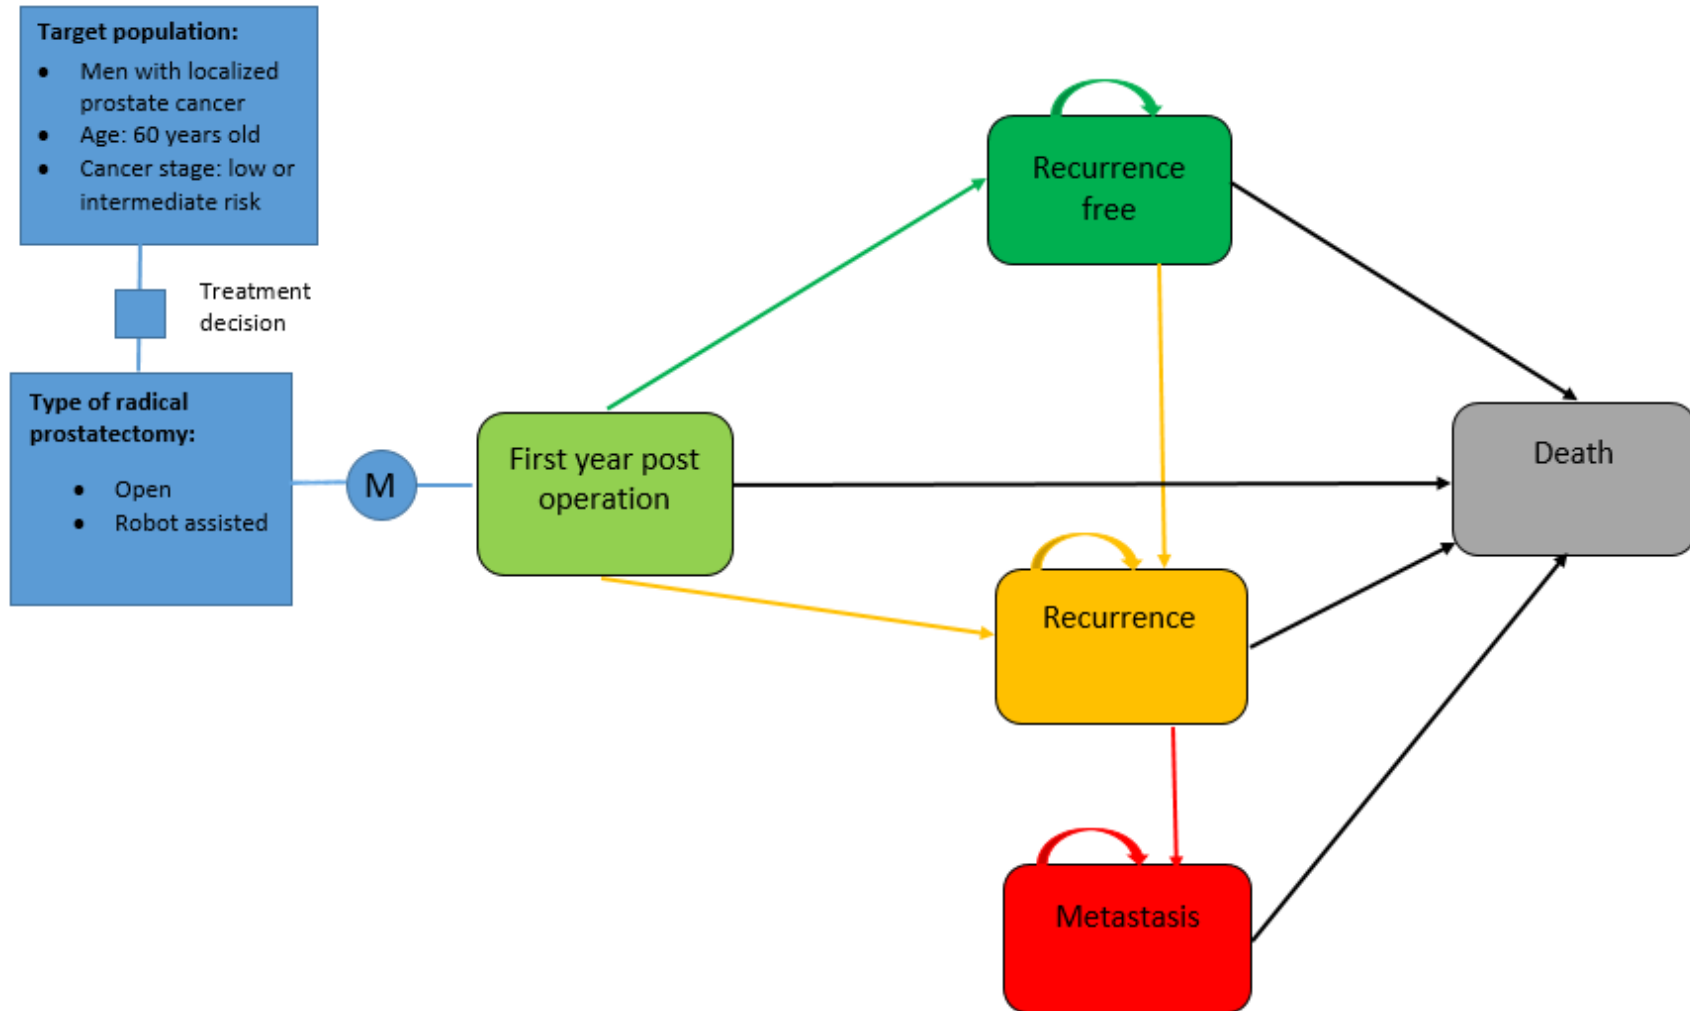 Target population:
• Men with localized
prostate cancer
• Age: 60 years old
• Cancer stage: low or
intermediate risk
Treatment
decision
Type of radical
prostatectomy:
• Open
• Robot assisted
M
First year post
operation
Recurrence
free
Recurrence
Metastasis
Death